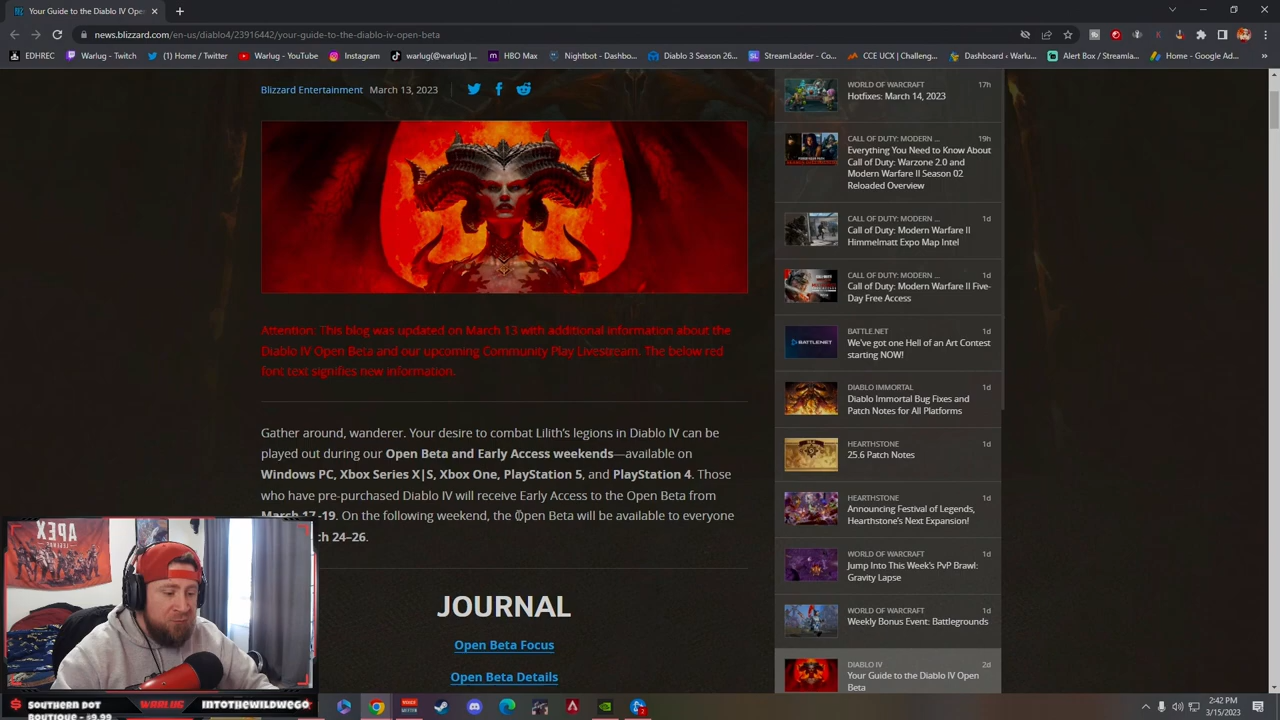 Your Guide to the Diablo IV Open
news.blizzard.com/en-us/diablo4/23916442/your-guide-to-the-diablo-iv-open-beta
EDHREC
Warlug - Twitch
(1) Home / Twitter
Warlug - YouTube
Instagram
warlug(@warlug) |...
HBO Max
Nightbot - Dashbo...
Diablo 3 Season 26...
StreamLadder - Co...
CCE UCX | Challeng...
Dashboard < Warlu...
Alert Box / Streamla...
Home - Google Ad...
Blizzard Entertainment March 13, 2023
Attention: This blog was updated on March 13 with additional information about the
Diablo IV Open Beta and our upcoming Community Play Livestream. The below red
font text signifies new information.
Gather around, wanderer. Your desire to combat Lilith's legions in Diablo IV can be
played out during our Open Beta and Early Access weekends—available on
Windows PC, Xbox Series X|S, Xbox One, PlayStation 5, and PlayStation 4. Those
who have pre-purchased Diablo IV will receive Early Access to the Open Beta from
March 17-19. On the following weekend, the Open Beta will be available to everyone
ch 24–26.
JOURNAL
Open Beta Focus
Open Beta Details
WORLD OF WARCRAFT 17h
Hotfixes: March 14, 2023
CALL OF DUTY: MODERN ... 19h
Everything You Need to Know About
Call of Duty: Warzone 2.0 and
Modern Warfare II Season 02
Reloaded Overview
CALL OF DUTY: MODERN ... 1d
Call of Duty: Modern Warfare II
Himmelmatt Expo Map Intel
CALL OF DUTY: MODERN ... 1d
Call of Duty: Modern Warfare II Five-
Day Free Access
BATTLE.NET 1d
BATTLE.NET
We've got one Hell of an Art Contest
starting NOW!
DIABLO IMMORTAL 1d
Diablo Immortal Bug Fixes and
Patch Notes for All Platforms
HEARTHSTONE 1d
25.6 Patch Notes
HEARTHSTONE 1d
Announcing Festival of Legends,
Hearthstone's Next Expansion!
WORLD OF WARCRAFT 1d
Jump Into This Week's PvP Brawl:
Gravity Lapse
WORLD OF WARCRAFT 1d
Weekly Bonus Event: Battlegrounds
DIABLO IV 2d
Your Guide to the Diablo IV Open
Beta
APEX
SOUTHERN DOT
BOUTIQUE - $9.99
WARLUG
INTOTHEWILDWEGO
2:42 PM
3/15/2023